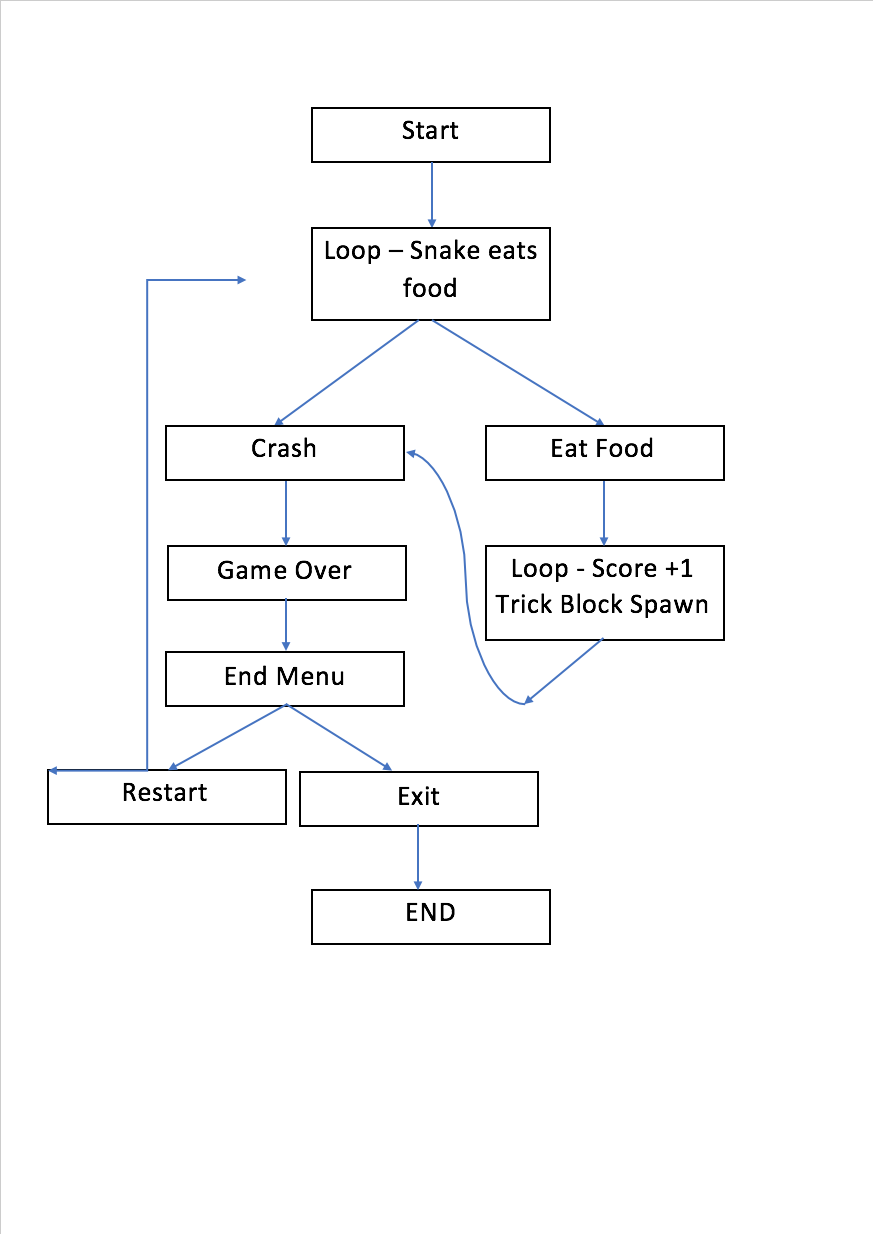 Start
Loop – Snake eats
food
Crash
Eat Food
Game Over
Loop - Score +1
Trick Block Spawn
End Menu
Restart
Exit
END